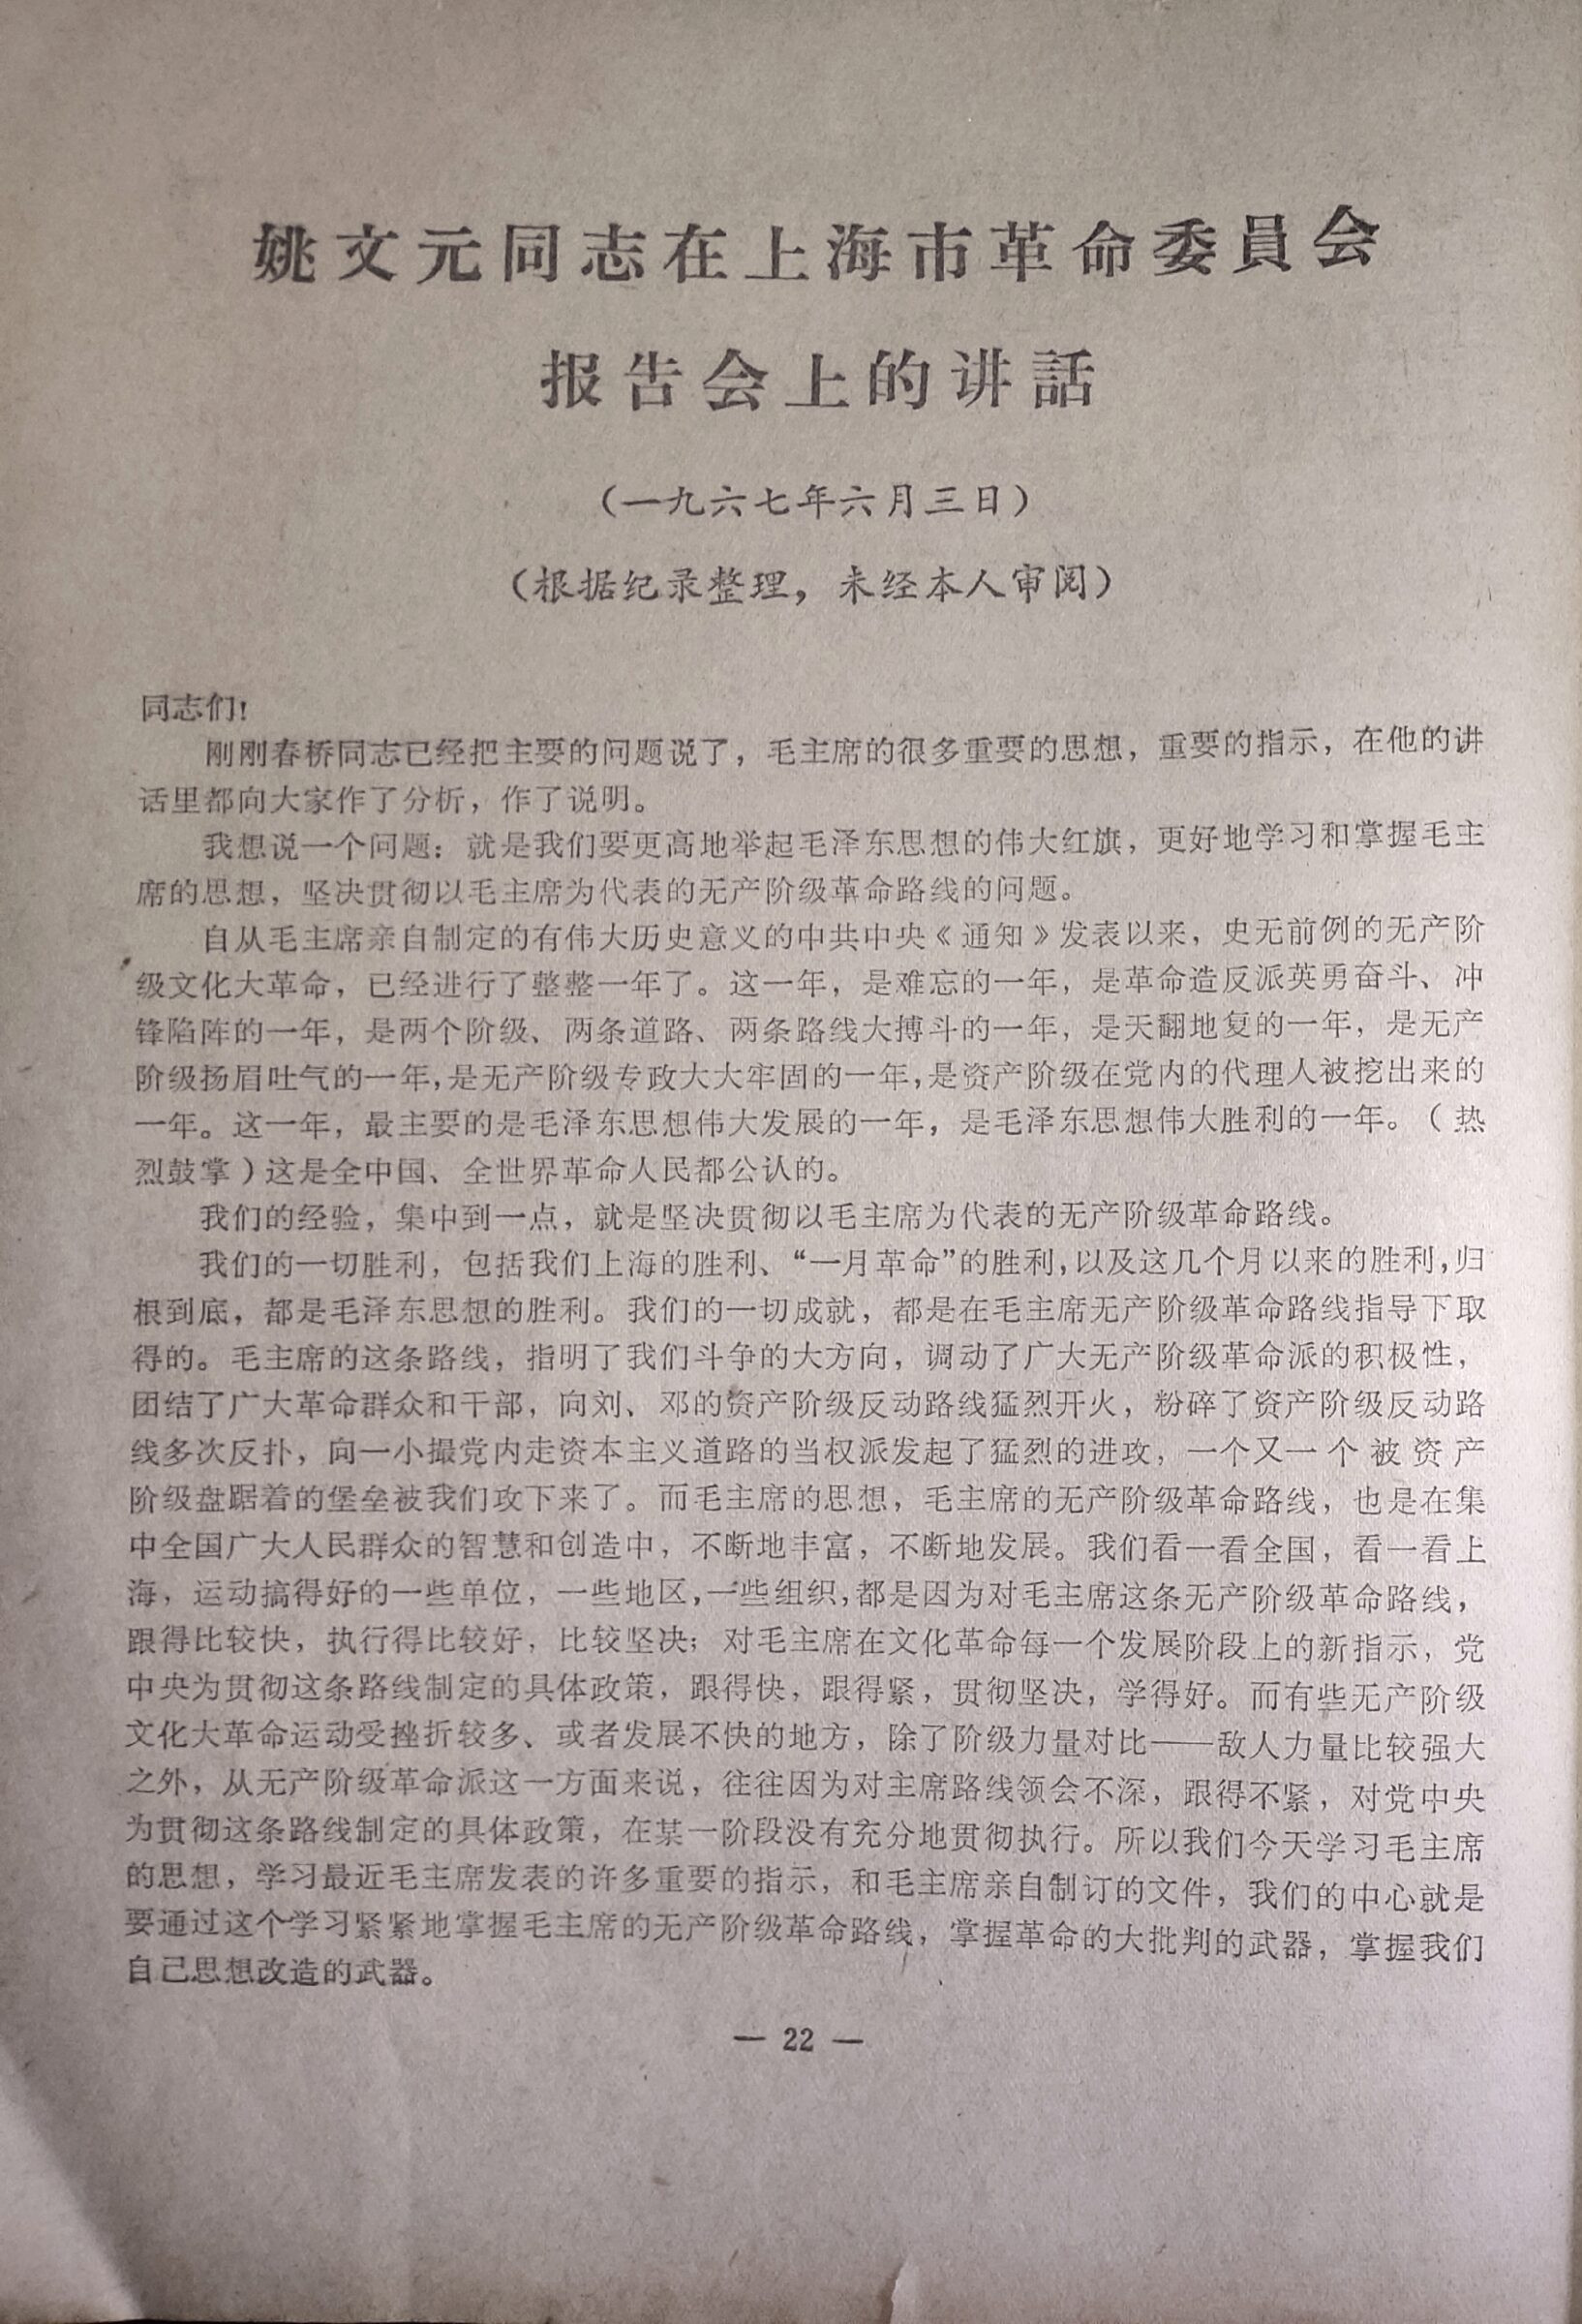 姚文元同志在上海市革命委員会
报告会上的讲話
（一九六七年六月三日）
（根据纪录整理，未经本人审阅）
同志们！
刚刚春桥同志已经把主要的问题说了，毛主席的很多重要的思想，重要的指示，在他的讲
话里都向大家作了分析，作了说明。
我想说一个问题：就是我们要更高地举起毛泽东思想的伟大红旗，更好地学习和掌握毛主
席的思想，坚决贯彻以毛主席为代表的无产阶级革命路线的问题。
自从毛主席亲自制定的有伟大历史意义的中共中央《通知》发表以来，史无前例的无产阶
级文化大革命，已经进行了整整一年了。这一年，是难忘的一年，是革命造反派英勇奋斗、冲
锋陷阵的一年，是两个阶级、两条道路、两条路线大搏斗的一年，是天翻地复的一年，是无产
阶级扬眉吐气的一年，是无产阶级专政大大牢固的一年，是资产阶级在党内的代理人被挖出来的
一年。这一年，最主要的是毛泽东思想伟大发展的一年，是毛泽东思想伟大胜利的一年。（热
烈鼓掌）这是全中国、全世界革命人民都公认的。
我们的经验，集中到一点，就是坚决贯彻以毛主席为代表的无产阶级革命路线。
我们的一切胜利，包括我们上海的胜利、“一月革命”的胜利，以及这几个月以来的胜利，归
根到底，都是毛泽东思想的胜利。我们的一切成就，都是在毛主席无产阶级革命路线指导下取
得的。毛主席的这条路线，指明了我们斗争的大方向，调动了广大无产阶级革命派的积极性，
团结了广大革命群众和干部，向刘、邓的资产阶级反动路线猛烈开火，粉碎了资产阶级反动路
线多次反扑，向一小撮党内走资本主义道路的当权派发起了猛烈的进攻，一个又一个被资产
阶级盘踞着的堡垒被我们攻下来了。而毛主席的思想，毛主席的无产阶级革命路线，也是在集
中全国广大人民群众的智慧和创造中，不断地丰富，不断地发展。我们看一看全国，看一看上
海，运动搞得好的一些单位，一些地区，一些组织，都是因为对毛主席这条无产阶级革命路线，
跟得比较快，执行得比较好，比较坚决；对毛主席在文化革命每一个发展阶段上的新指示，党
中央为贯彻这条路线制定的具体政策，跟得快，跟得紧，贯彻坚决，学得好。而有些无产阶级
文化大革命运动受挫折较多、或者发展不快的地方，除了阶级力量对比——敌人力量比较强大
之外，从无产阶级革命派这一方面来说，往往因为对主席路线领会不深，跟得不紧，对党中央
为贯彻这条路线制定的具体政策，在某一阶段没有充分地贯彻执行。所以我们今天学习毛主席
的思想，学习最近毛主席发表的许多重要的指示，和毛主席亲自制订的文件，我们的中心就是
要通过这个学习紧紧地掌握毛主席的无产阶级革命路线，掌握革命的大批判的武器，掌握我们
自己思想改造的武器。
— 22 —